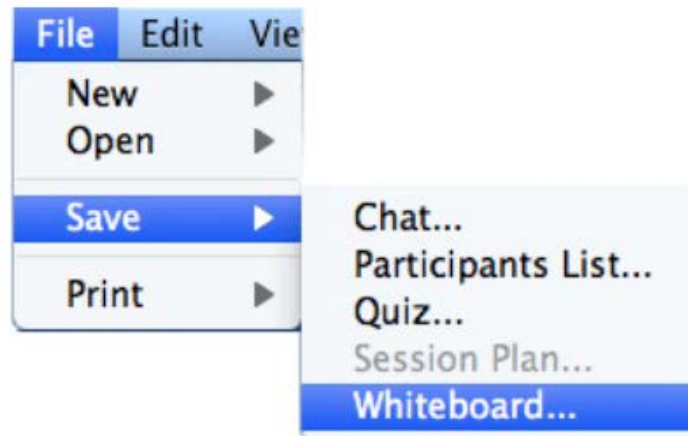 File Edit Vie
New
Open
Save
Print
Chat...
Participants List...
Quiz...
Session Plan...
Whiteboard...